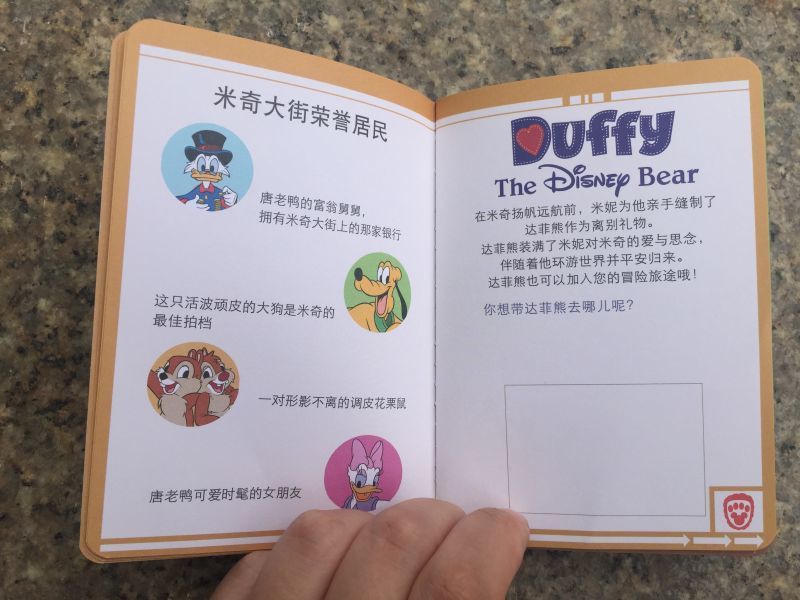 米奇大街荣誉居民
唐老鸭的富翁舅舅，
拥有米奇大街上的那家银行
这只活波顽皮的大狗是米奇的
最佳拍档
一对形影不离的调皮花栗鼠
唐老鸭可爱时髦的女朋友
Duffy
The Disney Bear
在米奇扬帆远航前，米妮为他亲手缝制了
达菲熊作为离别礼物。
达菲熊装满了米妮对米奇的爱与思念，
伴随着他环游世界并平安归来。
达菲熊也可以加入您的冒险旅途哦！
你想带达菲熊去哪儿呢？